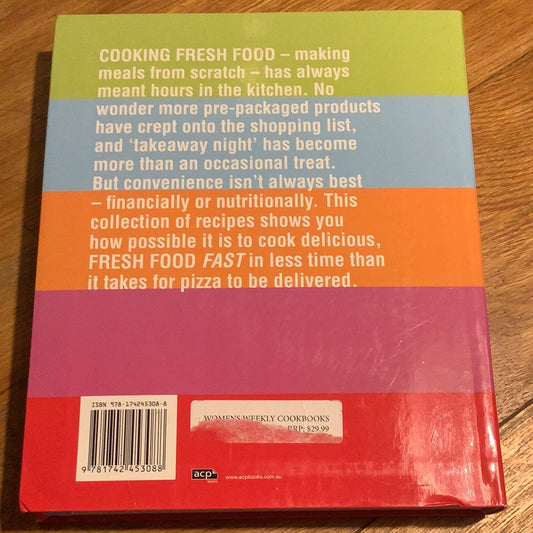 COOKING FRESH FOOD – making
meals from scratch – has always
meant hours in the kitchen. No
wonder more pre-packaged products
have crept onto the shopping list,
and ‘takeaway night’ has become
more than an occasional treat.
But convenience isn’t always best
– financially or nutritionally. This
collection of recipes shows you
how possible it is to cook delicious,
FRESH FOOD FAST in less time than
it takes for pizza to be delivered.
ISBN 978-174245308-8
9 781742 453088
WOMENS WEEKLY COOKBOOKS
RRP: $29.99
acp
books
www.acpbooks.com.au